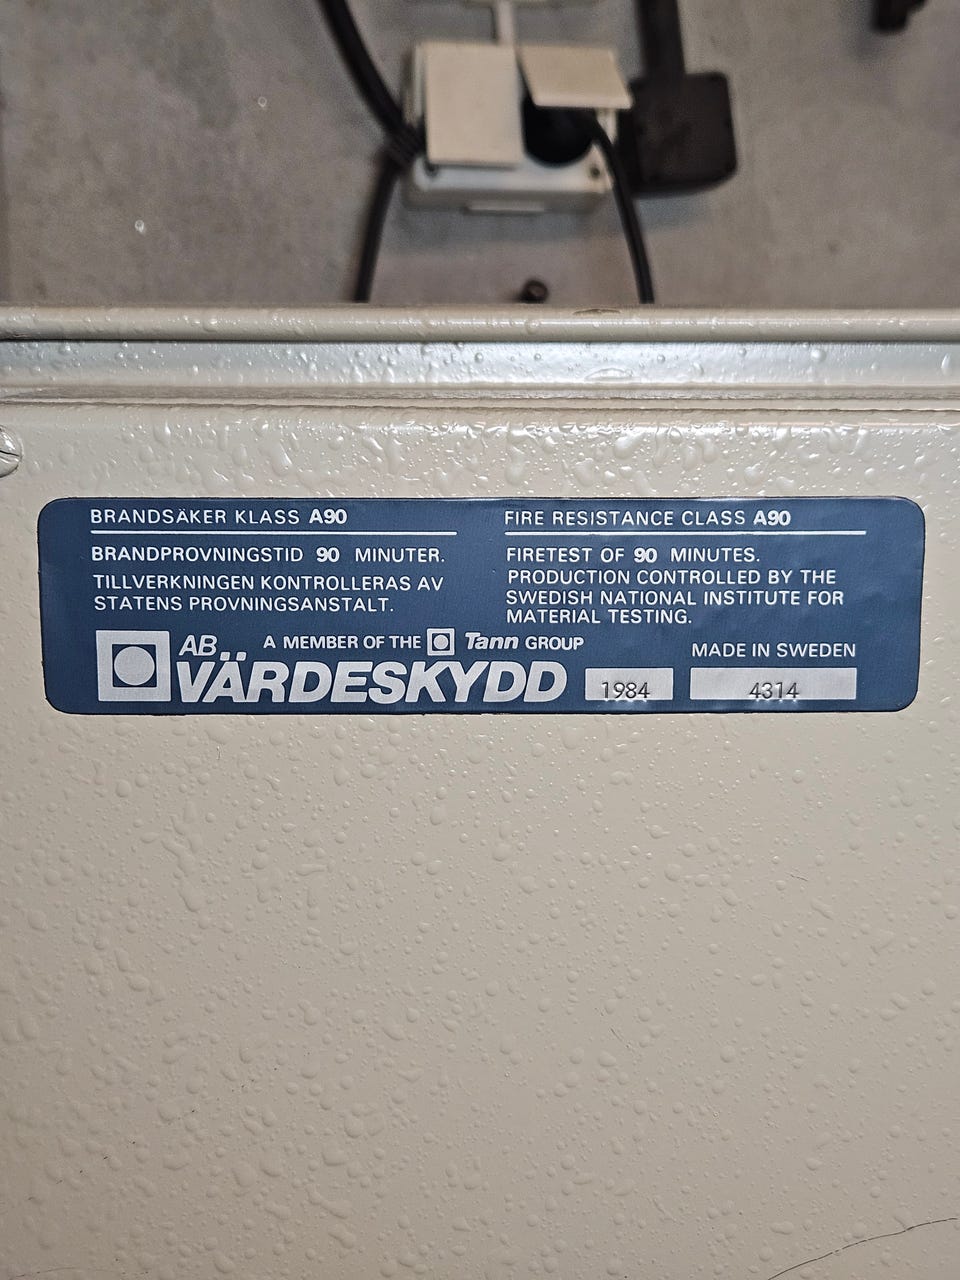 BRANDSÄKER KLASS A90
BRANDPROVNINGSTID 90 MINUTER.
TILLVERKNINGEN KONTROLLERAS AV
STATENS PROVNINGSANSTALT.
FIRE RESISTANCE CLASS A90
FIRETEST OF 90 MINUTES.
PRODUCTION CONTROLLED BY THE
SWEDISH NATIONAL INSTITUTE FOR
MATERIAL TESTING.
AB A MEMBER OF THE Tann GROUP
VÄRDESKYDD
MADE IN SWEDEN
1984 4314